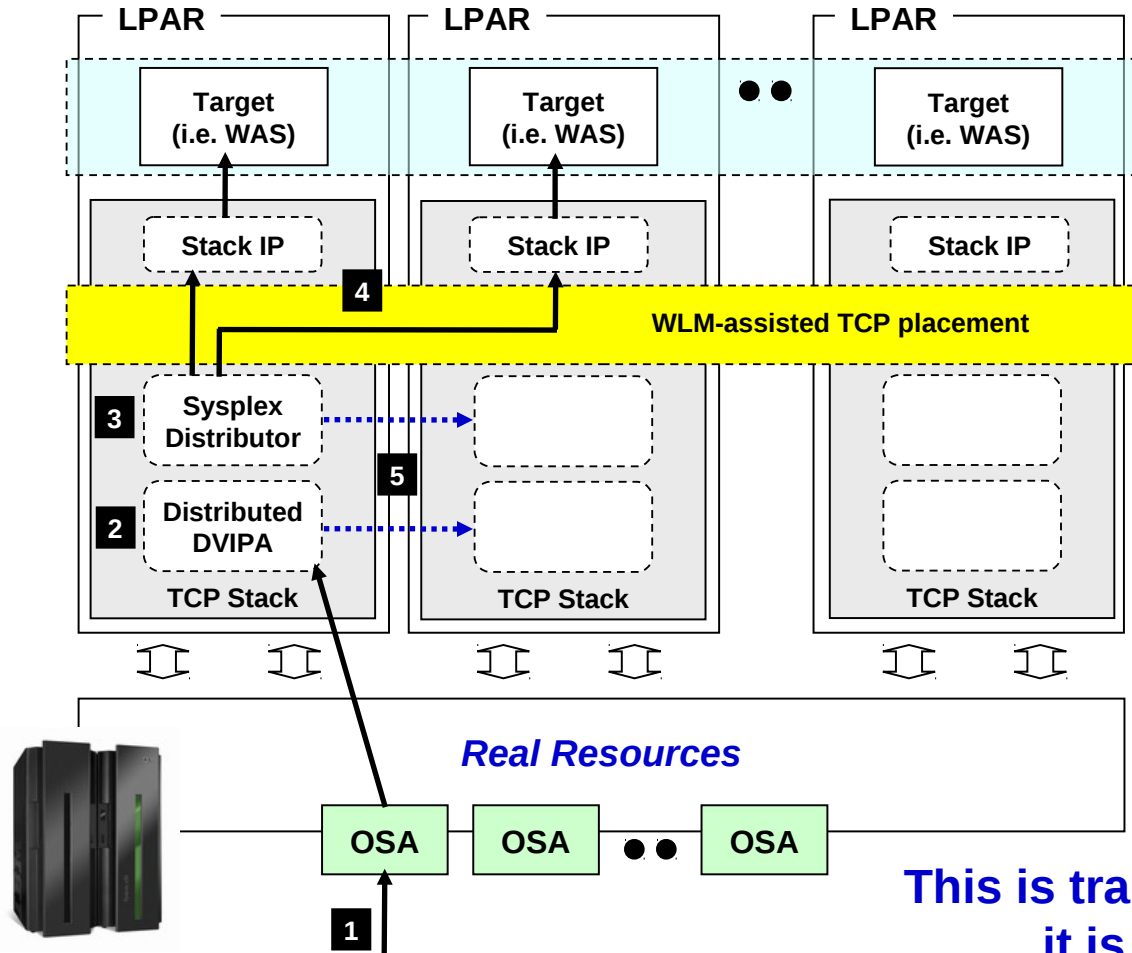 LPAR LPAR LPAR
Target
(i.e. WAS)
Target
(i.e. WAS)
Target
(i.e. WAS)
Stack IP
Stack IP
Stack IP
4
WLM-assisted TCP placement
3
Sysplex
Distributor
5
2
Distributed
DVIPA
TCP Stack
TCP Stack
TCP Stack
Real Resources
OSA
OSA
OSA
This is tra
it is
1